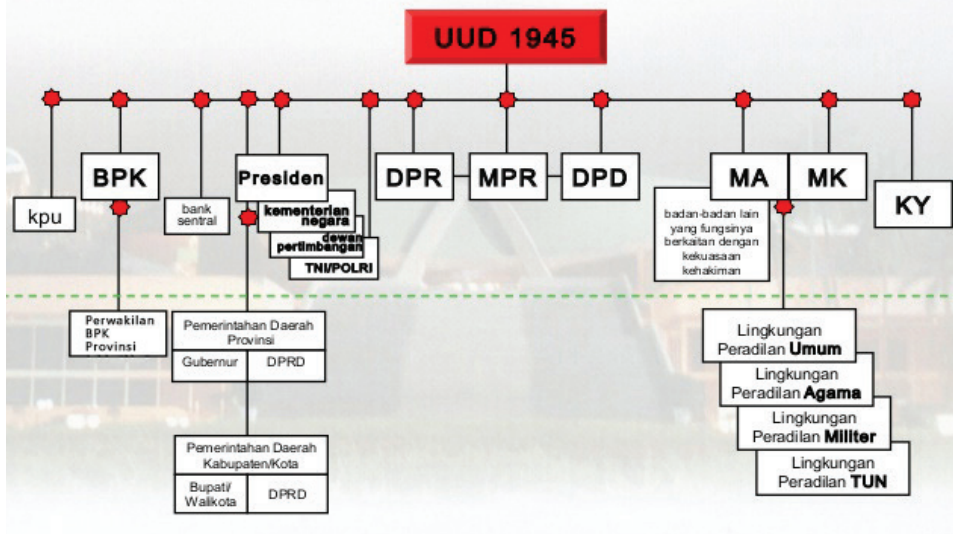 UUD 1945
kpu
BPK
bank
sentral
Presiden
kementerian
negara
dewan
pertimbangan
TNI/POLRI
DPR
MPR
DPD
MA
MK
KY
badan-badan lain
yang fungsinya
berkaitan dengan
kekuasaan
kehakiman
Perwakilan
BPK
Provinsi
Pemerintahan Daerah
Provinsi
Gubernur
DPRD
Pemerintahan Daerah
Kabupaten/Kota
Bupati/
Walikota
DPRD
Lingkungan
Peradilan Umum
Lingkungan
Peradilan Agama
Lingkungan
Peradilan Militer
Lingkungan
Peradilan TUN